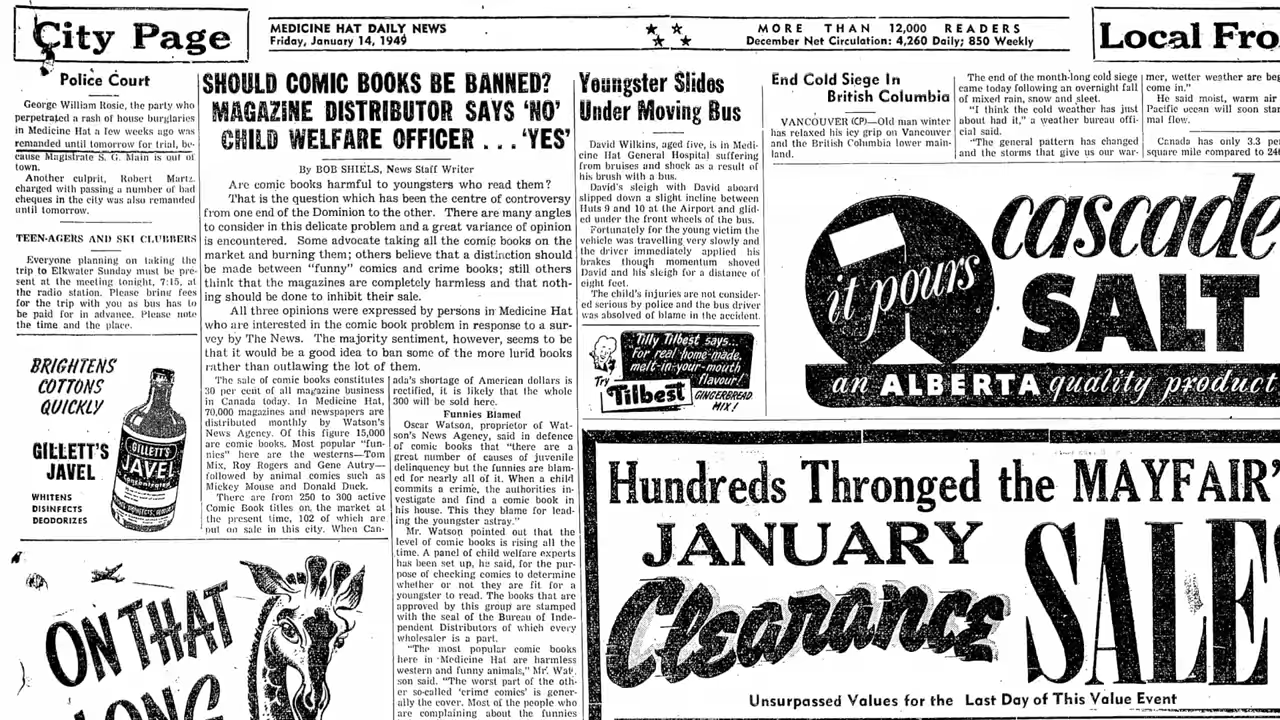 City Page
MEDICINE HAT DAILY NEWS
Friday, January 14, 1949
MORE THAN 12,000 READERS
December Net Circulation: 4,260 Daily; 850 Weekly
Local Fro
Police Court
George William Rosie, the party who
perpetrated a rash of house burglaries
in Medicine Hat a few weeks ago was
remanded until tomorrow for trial, be-
cause Magistrate S. G. Main is out of
town.
Another culprit, Robert Martz,
charged with passing a number of bad
cheques in the city was also remanded
until tomorrow.
TEEN-AGERS AND SKI CLUBBERS
Everyone planning on taking the
trip to Elkwater Sunday must be pre-
sent at the meeting tonight, 7:15, at
the radio station. Please bring fees
for the trip with you as bus has to
be paid for in advance. Please note
the time and the place.
BRIGHTENS
COTTONS
QUICKLY
GILLETT'S
JAVEL
WHITENS
DISINFECTS
DEODORIZES
GILLETT'S
JAVEL
ON THAT
LONG
SHOULD COMIC BOOKS BE BANNED?
MAGAZINE DISTRIBUTOR SAYS 'NO'
CHILD WELFARE OFFICER . . . 'YES'
By BOB SHIELS, News Staff Writer
Are comic books harmful to youngsters who read them?
That is the question which has been the centre of controversy
from one end of the Dominion to the other. There are many angles
to consider in this delicate problem and a great variance of opinion
is encountered. Some advocate taking all the comic books on the
market and burning them; others believe that a distinction should
be made between "funny" comics and crime books; still others
think that the magazines are completely harmless and that noth-
ing should be done to inhibit their sale.
All three opinions were expressed by persons in Medicine Hat
who are interested in the comic book problem in response to a sur-
vey by The News. The majority sentiment, however, seems to be
that it would be a good idea to ban some of the more lurid books
rather than outlawing the lot of them.
The sale of comic books constitutes
30 per cent of all magazine business
in Canada today. In Medicine Hat,
70,000 magazines and newspapers are
distributed monthly by Watson's
News Agency. Of this figure 15,000
are comic books. Most popular "fun-
nies" here are the westerns—Tom
Mix, Roy Rogers and Gene Autry—
followed by animal comics such as
Mickey Mouse and Donald Duck.
There are from 250 to 300 active
Comic Book titles on the market at
the present time, 102 of which are
put on sale in this city. When Can-
ada's shortage of American dollars is
rectified, it is likely that the whole
300 will be sold here.
Funnies Blamed
Oscar Watson, proprietor of Wat-
son's News Agency, said in defence
of comic books that "there are a
great number of causes of juvenile
delinquency but the funnies are blam-
ed for nearly all of it. When a child
commits a crime, the authorities in-
vestigate and find a comic book in
his house. This they blame for lead-
ing the youngster astray."
Mr. Watson pointed out that the
level of comic books is rising all the
time. A panel of child welfare experts
has been set up, he said, for the pur-
pose of checking comics to determine
whether or not they are fit for a
youngster to read. The books that are
approved by this group are stamped
with the seal of the Bureau of Inde-
pendent Distributors of which every
wholesaler is a part.
"The most popular comic books
here in Medicine Hat are harmless
western and funny animals," Mr. Wat-
son said. "The worst part of the oth-
er so-called 'crime comics' is gener-
ally the cover. Most of the people who
are complaining about the funnies
Youngster Slides
Under Moving Bus
David Wilkins, aged five, is in Medi-
cine Hat General Hospital suffering
from bruises and shock as a result of
his brush with a bus.
David's sleigh with David aboard
slipped down a slight incline between
Huts 9 and 10 at the Airport and glid-
ed under the front wheels of the bus.
Fortunately for the young victim the
vehicle was travelling very slowly and
the driver immediately applied his
brakes though momentum shoved
David and his sleigh for a distance of
eight feet.
The child's injuries are not consider-
ed serious by police and the bus driver
was absolved of blame in the accident.
Tilly Tilbest says...
For real home-made,
melt-in-your-mouth
flavour!
Try
Tilbest
GINGERBREAD
MIX!
End Cold Siege In
British Columbia
VANCOUVER (CP)—Old man winter
has relaxed his icy grip on Vancouver
and the British Columbia lower main-
land.
The end of the month-long cold siege
came today following an overnight fall
of mixed rain, snow and sleet.
"I think the cold weather has just
about had it," a weather bureau offi-
cial said.
"The general pattern has changed
and the storms that give us our war-
mer, wetter weather are beg
come in."
He said moist, warm air
Pacific ocean will soon star
mal flow.
Canada has only 3.3 per
square mile compared to 240
it pours
cascade
SALT
an ALBERTA quality product
Hundreds Thronged the MAYFAIR'
JANUARY
Clearance
SALE
Unsurpassed Values for the Last Day of This Value Event